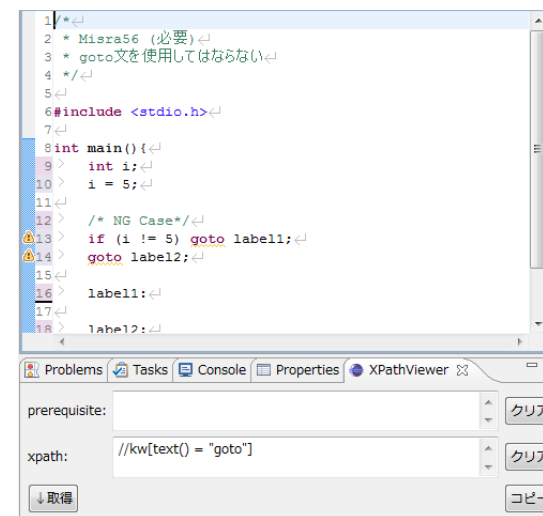 1/*
2 * Misra56 (必要)
3 * goto文を使用してはならない
4 */
5
6#include <stdio.h>
7
8int main(){
9 int i;
10 i = 5;
11
12 /* NG Case*/
13 if (i != 5) goto label1;
14 goto label2;
15
16 label1:
17
18 label2:
Problems Tasks Console Properties XPathViewer
prerequisite: クリア
xpath: //kw[text() = "goto"] クリア
↓取得 コピー